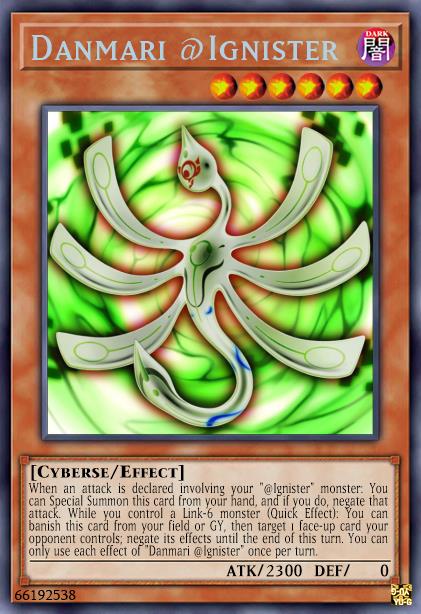 DANMARI @IGNISTER
DARK
闇
[CYBERSE/EFFECT]
When an attack is declared involving your "@Ignister" monster: You
can Special Summon this card from your hand, and if you do, negate that
attack. While you control a Link-6 monster (Quick Effect): You can
banish this card from your field or GY, then target 1 face-up card your
opponent controls; negate its effects until the end of this turn. You can
only use each effect of "Danmari @Ignister" once per turn.
ATK/2300 DEF/ 0
66192538